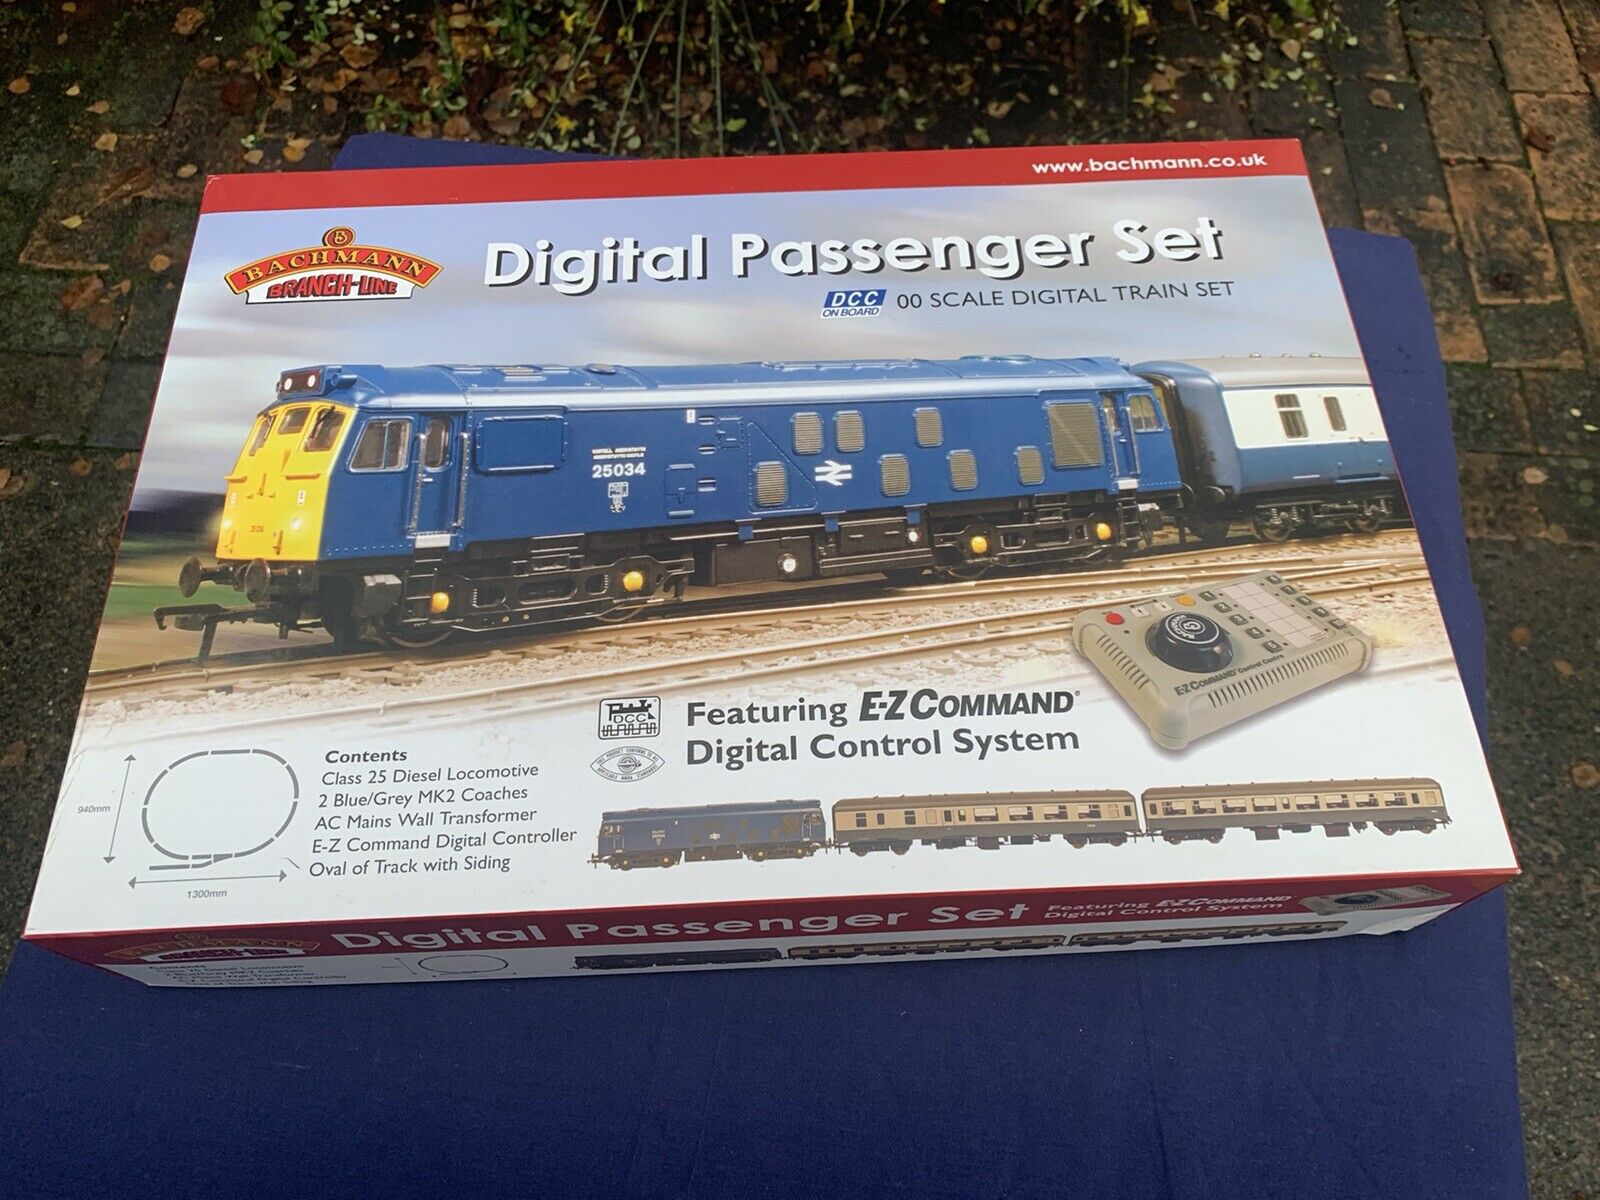 www.bachmann.co.uk
BACHMANN
BRANCH-LINE
Digital Passenger Set
DCC
ON BOARD
00 SCALE DIGITAL TRAIN SET
25034
Featuring E-Z COMMAND®
Digital Control System
DCC
E-Z COMMAND Control Centre
Contents
Class 25 Diesel Locomotive
2 Blue/Grey MK2 Coaches
AC Mains Wall Transformer
E-Z Command Digital Controller
Oval of Track with Siding
940mm
1300mm
Digital Passenger Set
Featuring E-Z COMMAND
Digital Control System